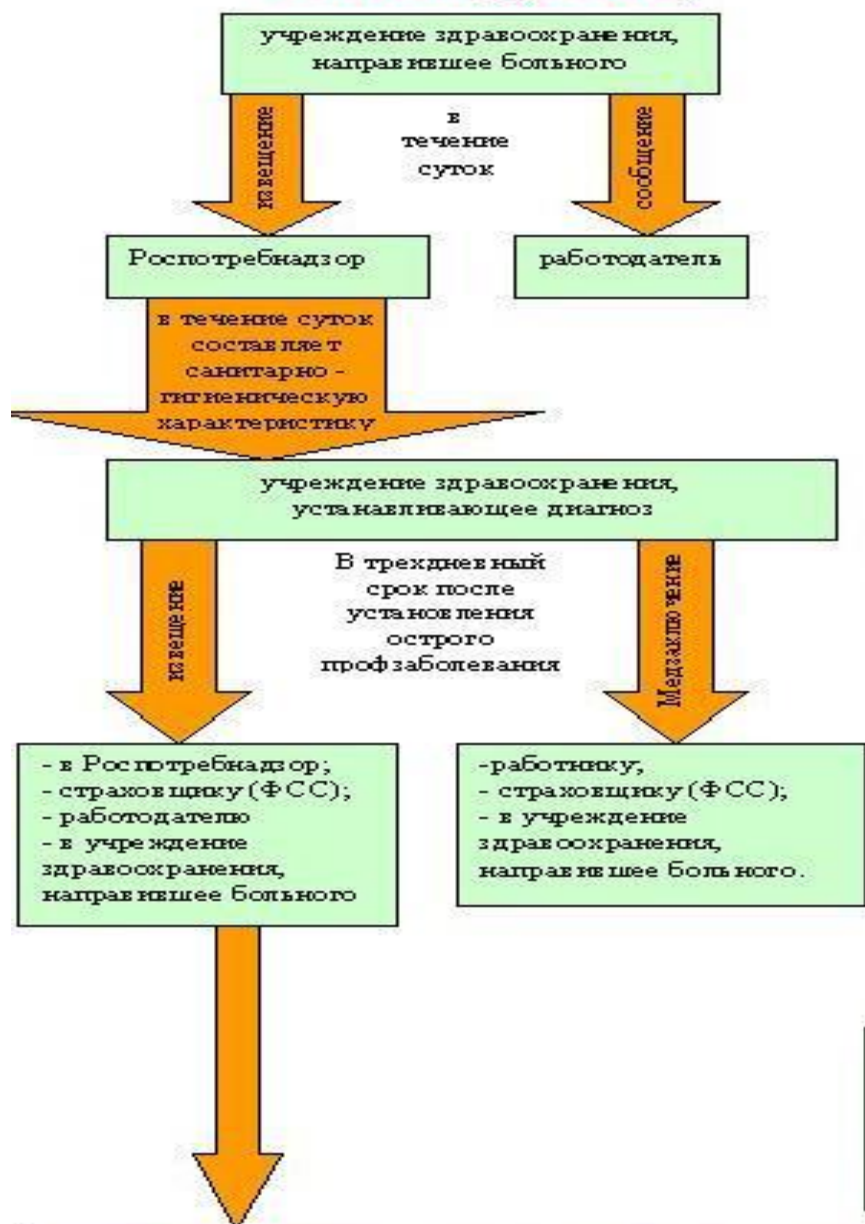 учреждение здравоохранения,
направившее больного
извещение
в
течение
суток
сообщение
Роспотребнадзор
работодатель
в течение суток
составляет
санитарно -
гигиеническую
характеристику
учреждение здравоохранения,
устанавливающее диагноз
извещение
В трехдневный
срок после
установления
острого
профзаболевания
Медзаключение
- в Роспотребнадзор;
- страховщику (ФСС);
- работодателю
- в учреждение
здравоохранения,
направившее больного
-работнику;
- страховщику (ФСС);
- в учреждение
здравоохранения,
направившее больного.